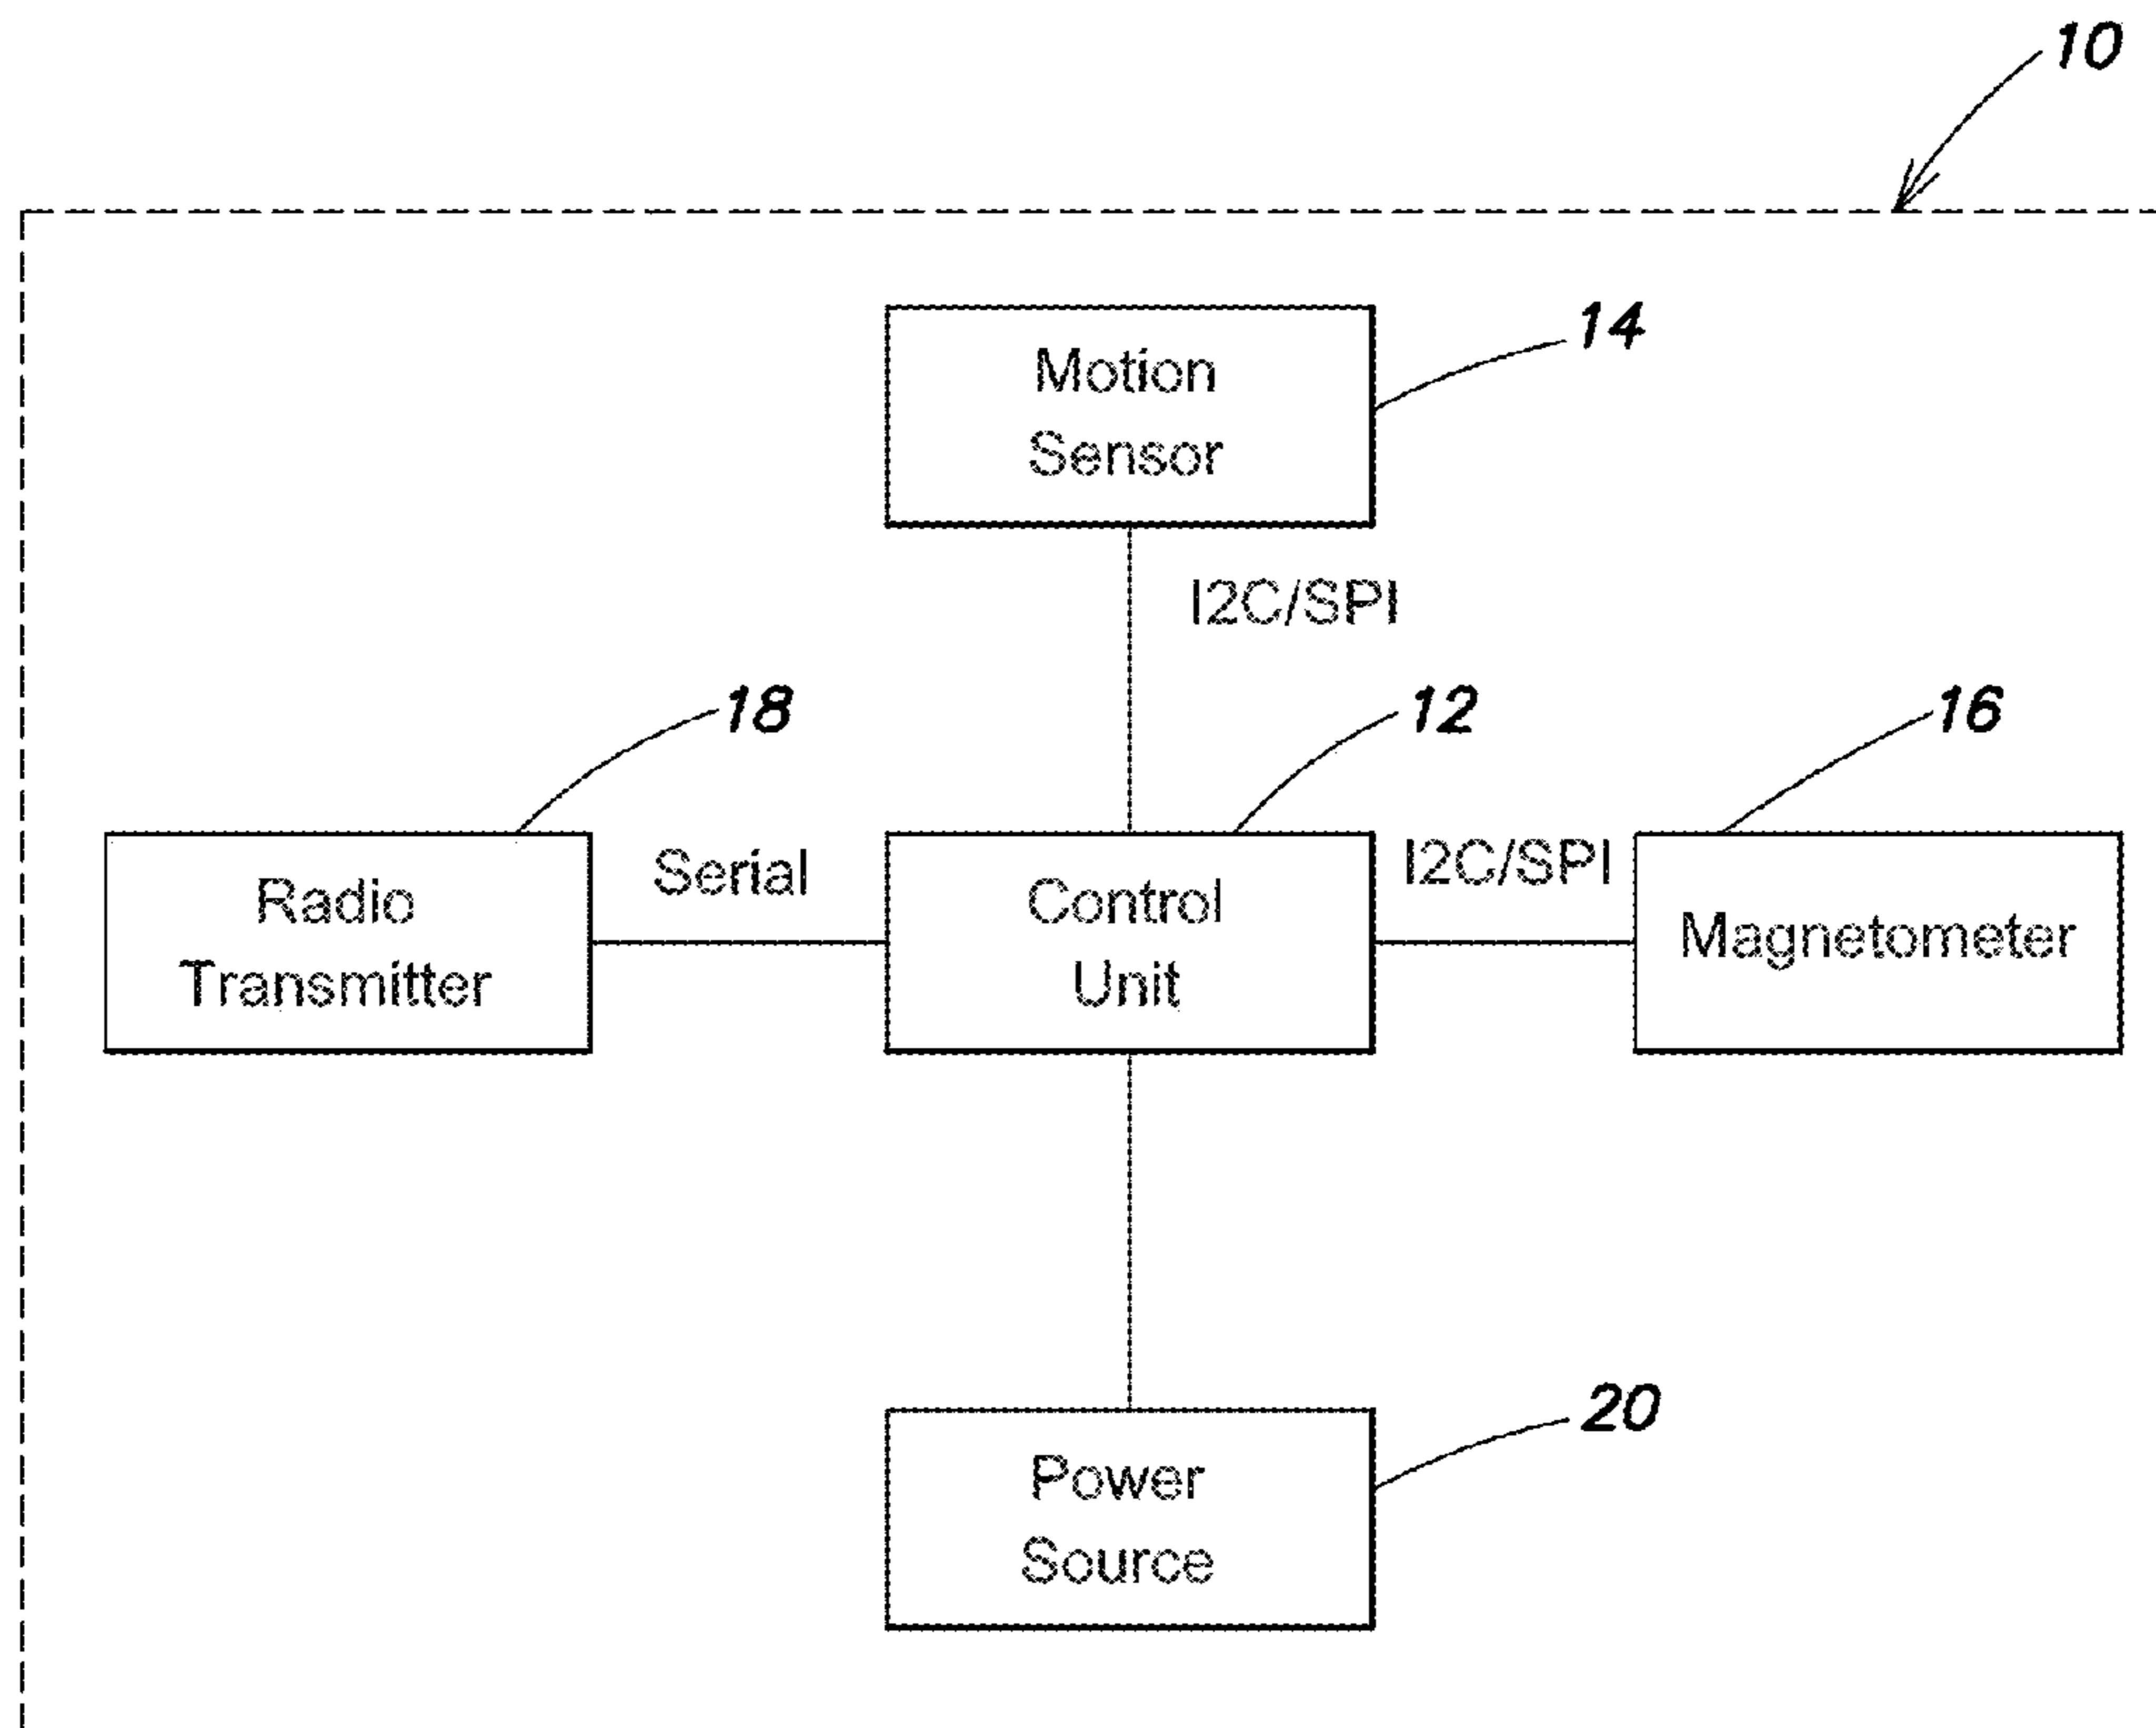 10
Motion
Sensor
14
I2C/SPI
18
12
16
Radio
Transmitter
Serial
Control
Unit
I2C/SPI
Magnetometer
Power
Source
20